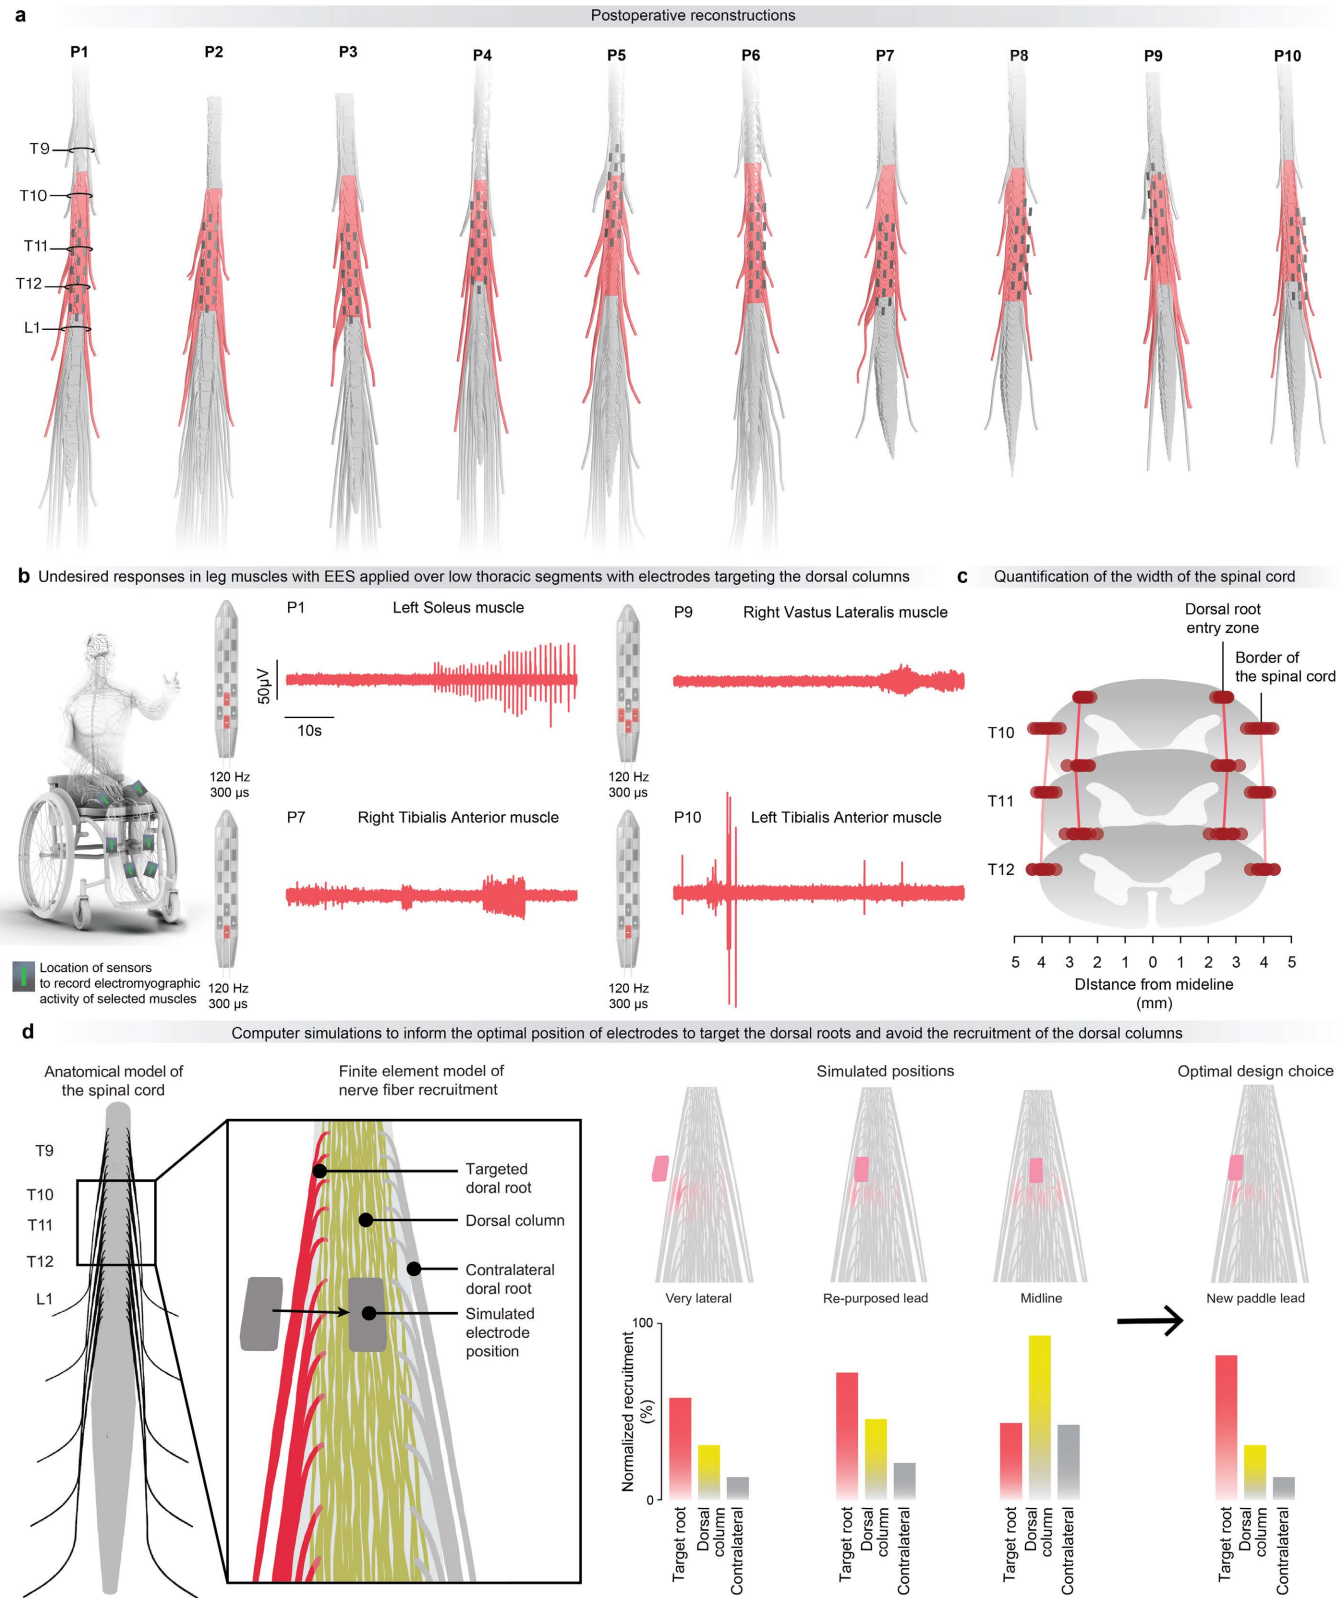 a
Postoperative reconstructions
P1 P2 P3 P4 P5 P6 P7 P8 P9 P10
T9
T10
T11
T12
L1
b Undesired responses in leg muscles with EES applied over low thoracic segments with electrodes targeting the dorsal columns
P1 Left Soleus muscle
50µV
10s
120 Hz
300 µs
P9 Right Vastus Lateralis muscle
120 Hz
300 µs
P7 Right Tibialis Anterior muscle
120 Hz
300 µs
P10 Left Tibialis Anterior muscle
120 Hz
300 µs
Location of sensors
to record electromyographic
activity of selected muscles
c Quantification of the width of the spinal cord
Dorsal root
entry zone
Border of
the spinal cord
T10
T11
T12
5 4 3 2 1 0 1 2 3 4 5
DIstance from mideline
(mm)
d Computer simulations to inform the optimal position of electrodes to target the dorsal roots and avoid the recruitment of the dorsal columns
Anatomical model of
the spinal cord
T9
T10
T11
T12
L1
Finite element model of
nerve fiber recruitment
Targeted
doral root
Dorsal column
Contralateral
doral root
Simulated
electrode
position
Simulated positions
Optimal design choice
Very lateral
Re-purposed lead
Midline
New paddle lead
Normalized recruitment
(%)
100
0
Target root
Dorsal
column
Contralateral
Target root
Dorsal
column
Contralateral
Target root
Dorsal
column
Contralateral
Target root
Dorsal
column
Contralateral